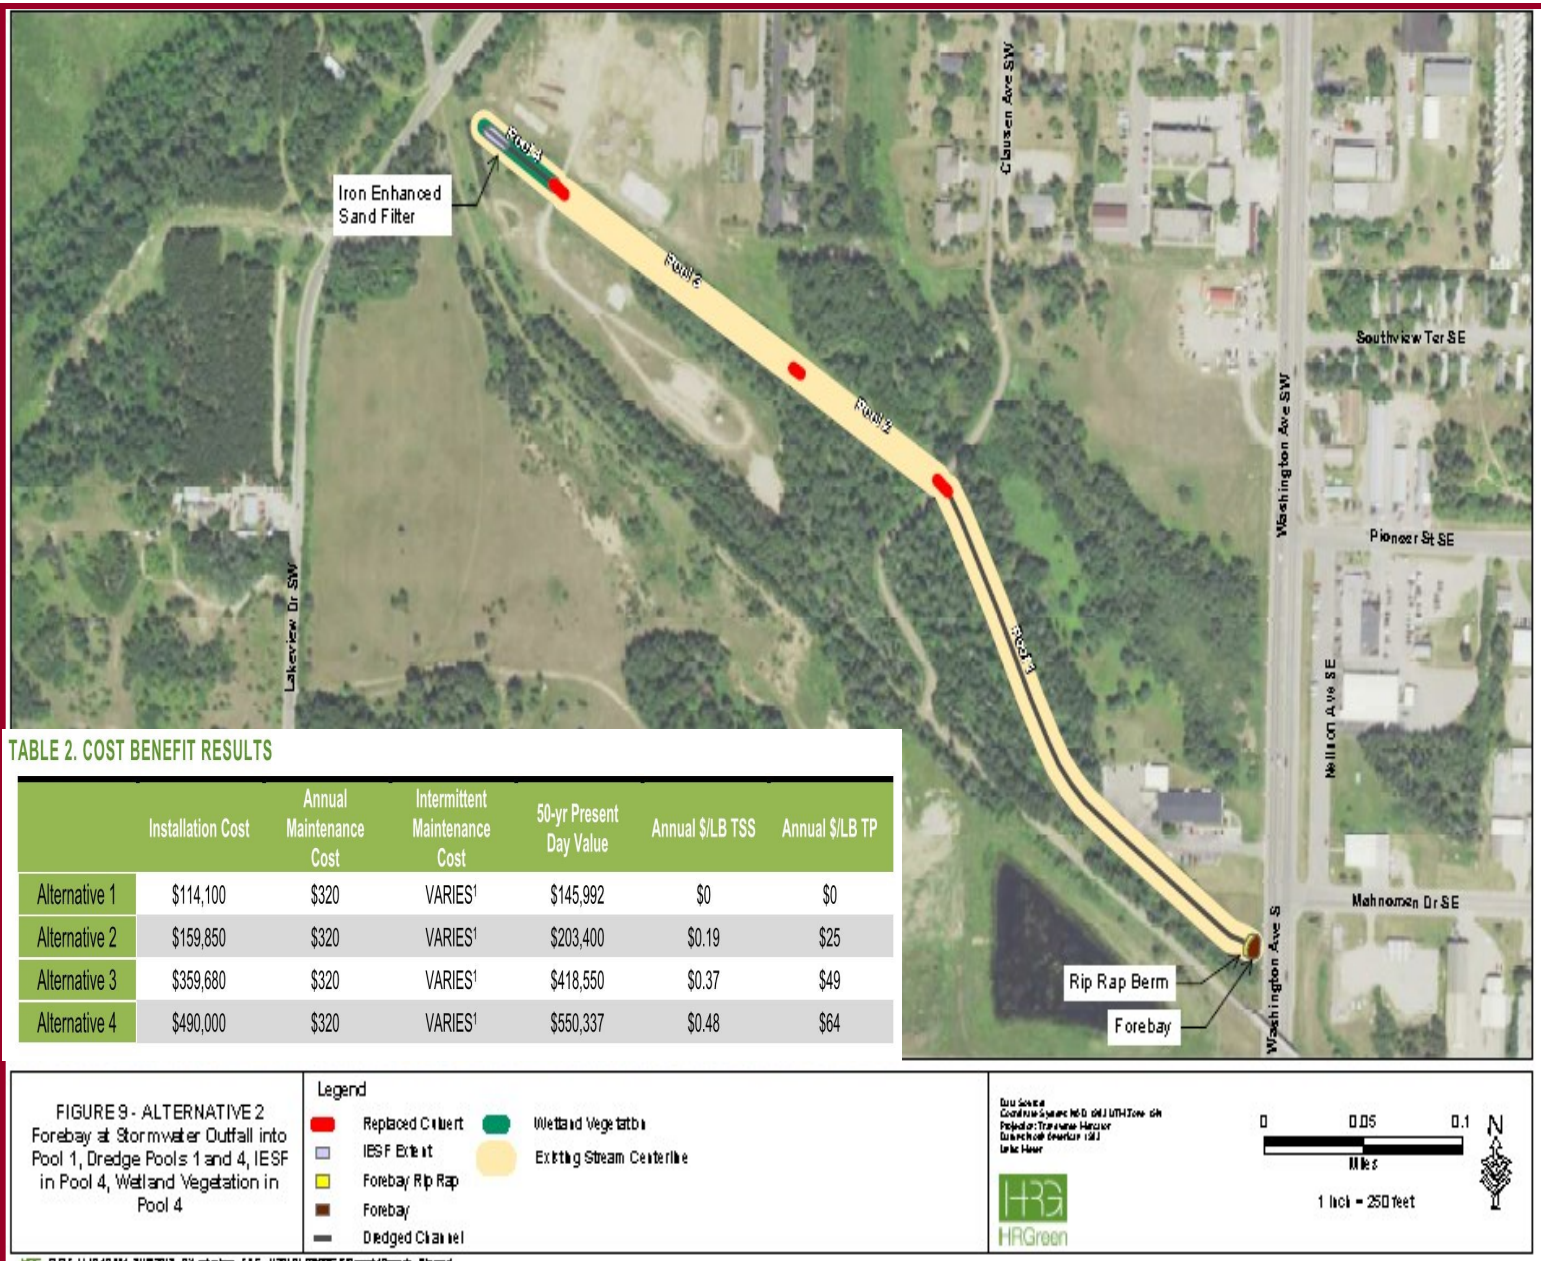 Clausen Ave SW
Pool 4
Iron Enhanced
Sand Filter
Pool 3
Southview Ter SE
Washington Ave SW
Pool 2
Pioneer St SE
Lakeview Dr SW
Pool 1
Neilson Ave SE
Mahnomen Dr SE
Washington Ave S
Rip Rap Berm
Forebay
TABLE 2. COST BENEFIT RESULTS
Installation Cost Annual Maintenance Cost Intermittent Maintenance Cost 50-yr Present Day Value Annual $/LB TSS Annual $/LB TP
Alternative 1 $114,100 $320 VARIES¹ $145,992 $0 $0
Alternative 2 $159,850 $320 VARIES¹ $203,400 $0.19 $25
Alternative 3 $359,680 $320 VARIES¹ $418,550 $0.37 $49
Alternative 4 $490,000 $320 VARIES¹ $550,337 $0.48 $64
FIGURE 9 - ALTERNATIVE 2
Forebay at Stormwater Outfall into
Pool 1, Dredge Pools 1 and 4, IESF
in Pool 4, Wetland Vegetation in
Pool 4
Legend
Replaced Culvert
IESF Extent
Forebay Rip Rap
Forebay
Dredged Channel
Wetland Vegetation
Existing Stream Centerline
Data Source
HRG
HRGreen
0 0.05 0.1
Miles
1 inch = 250 feet
N